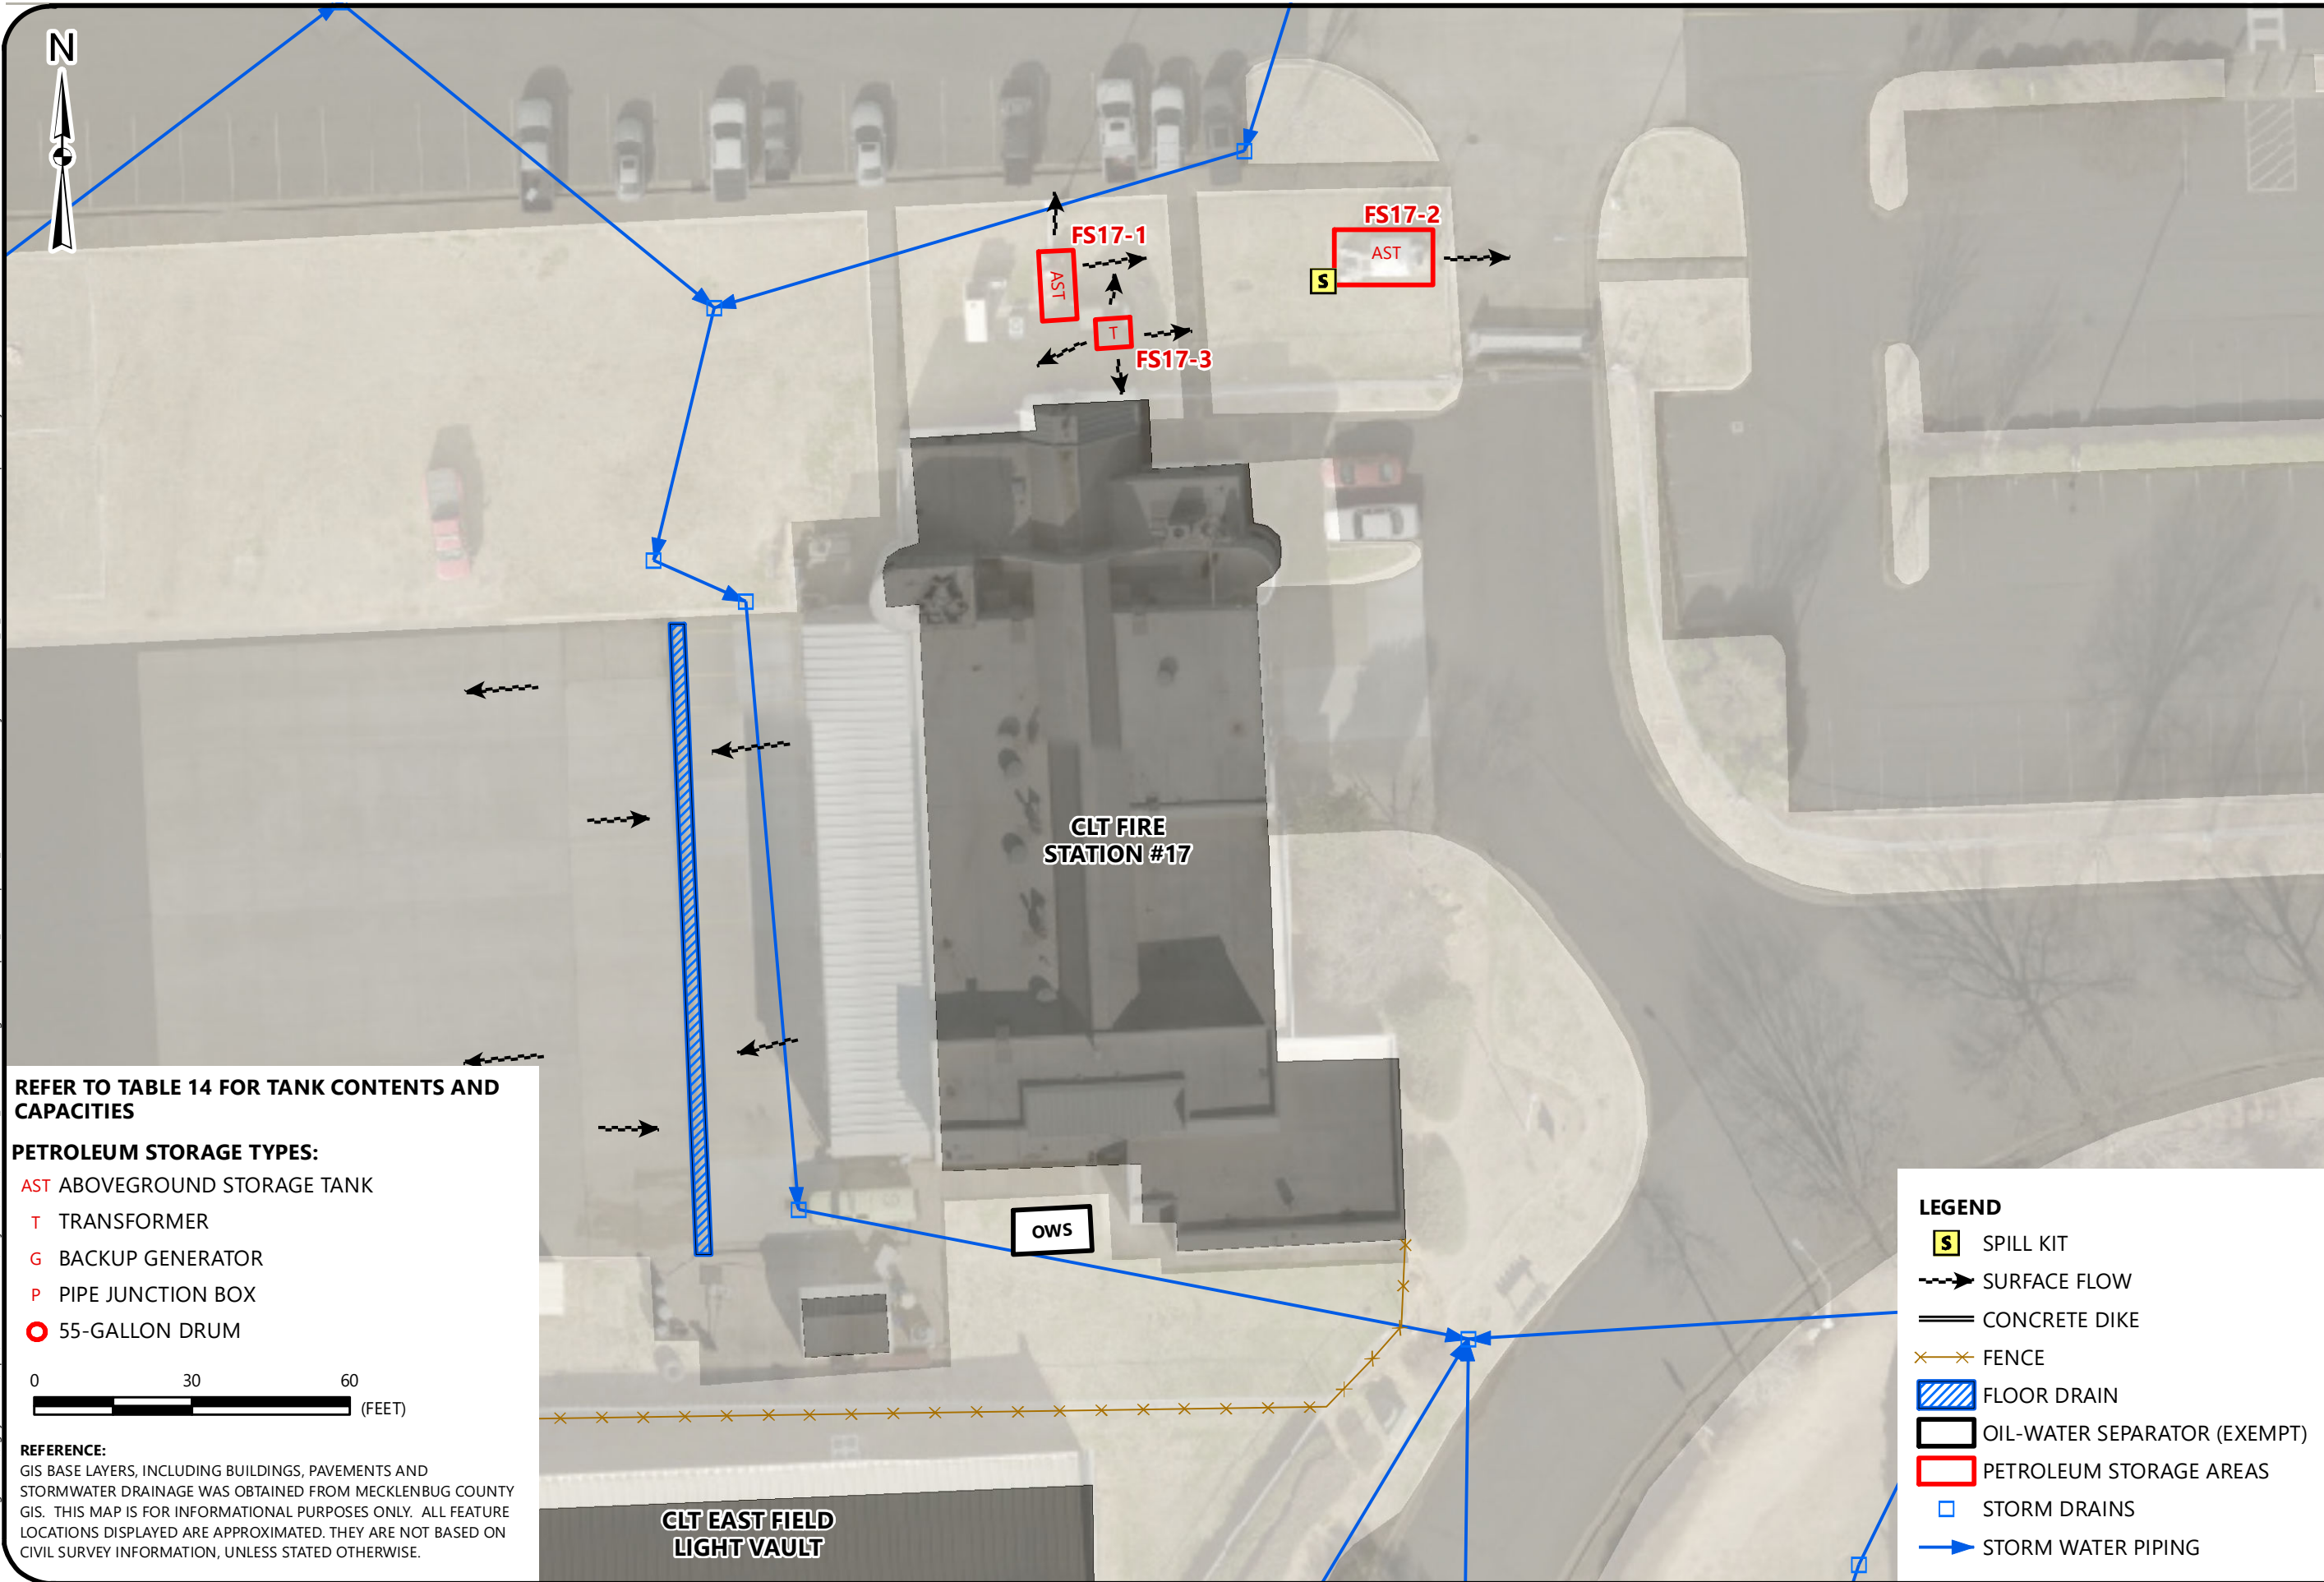 N
FS17-1
AST
FS17-2
AST
S
T
FS17-3
CLT FIRE
STATION #17
OWS
CLT EAST FIELD
LIGHT VAULT
REFER TO TABLE 14 FOR TANK CONTENTS AND
CAPACITIES
PETROLEUM STORAGE TYPES:
AST ABOVEGROUND STORAGE TANK
T TRANSFORMER
G BACKUP GENERATOR
P PIPE JUNCTION BOX
55-GALLON DRUM
0 30 60
(FEET)
REFERENCE:
GIS BASE LAYERS, INCLUDING BUILDINGS, PAVEMENTS AND
STORMWATER DRAINAGE WAS OBTAINED FROM MECKLENBUG COUNTY
GIS. THIS MAP IS FOR INFORMATIONAL PURPOSES ONLY. ALL FEATURE
LOCATIONS DISPLAYED ARE APPROXIMATED. THEY ARE NOT BASED ON
CIVIL SURVEY INFORMATION, UNLESS STATED OTHERWISE.
LEGEND
S SPILL KIT
SURFACE FLOW
CONCRETE DIKE
FENCE
FLOOR DRAIN
OIL-WATER SEPARATOR (EXEMPT)
PETROLEUM STORAGE AREAS
STORM DRAINS
STORM WATER PIPING